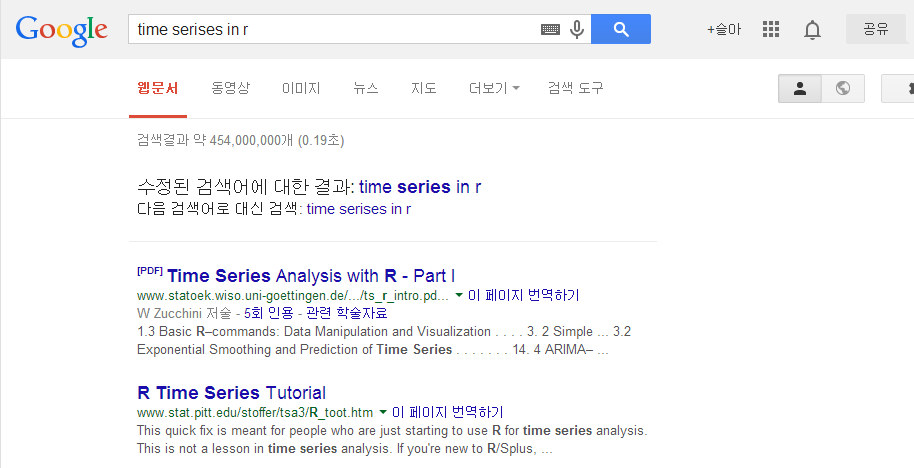 Google
time serises in r
+슬아
공유
웹문서 동영상 이미지 뉴스 지도 더보기 검색 도구
검색결과 약 454,000,000개 (0.19초)
수정된 검색어에 대한 결과: time series in r
다음 검색어로 대신 검색: time serises in r
[PDF] Time Series Analysis with R - Part I
www.statoek.wiso.uni-goettingen.de/.../ts_r_intro.pd... 이 페이지 번역하기
W Zucchini 저술 - 5회 인용 - 관련 학술자료
1.3 Basic R–commands: Data Manipulation and Visualization . . . . 3. 2 Simple ... 3.2
Exponential Smoothing and Prediction of Time Series . . . . . . . 14. 4 ARIMA– ...
R Time Series Tutorial
www.stat.pitt.edu/stoffer/tsa3/R_toot.htm 이 페이지 번역하기
This quick fix is meant for people who are just starting to use R for time series analysis.
This is not a lesson in time series analysis. If you're new to R/Splus, ...